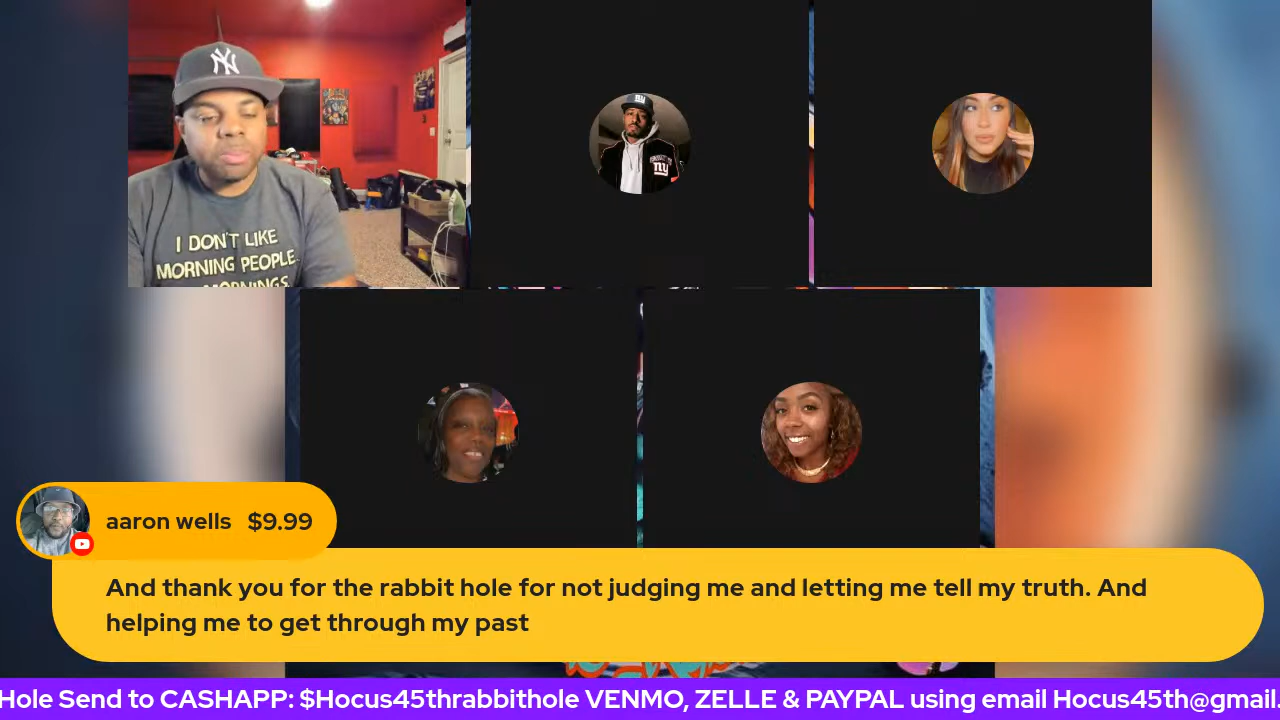 NY
I DON'T LIKE
MORNING PEOPLE
MORNINGS
ny
aaron wells $9.99
And thank you for the rabbit hole for not judging me and letting me tell my truth. And
helping me to get through my past
Hole Send to CASHAPP: $Hocus45thrabbithole VENMO, ZELLE & PAYPAL using email Hocus45th@gmail.